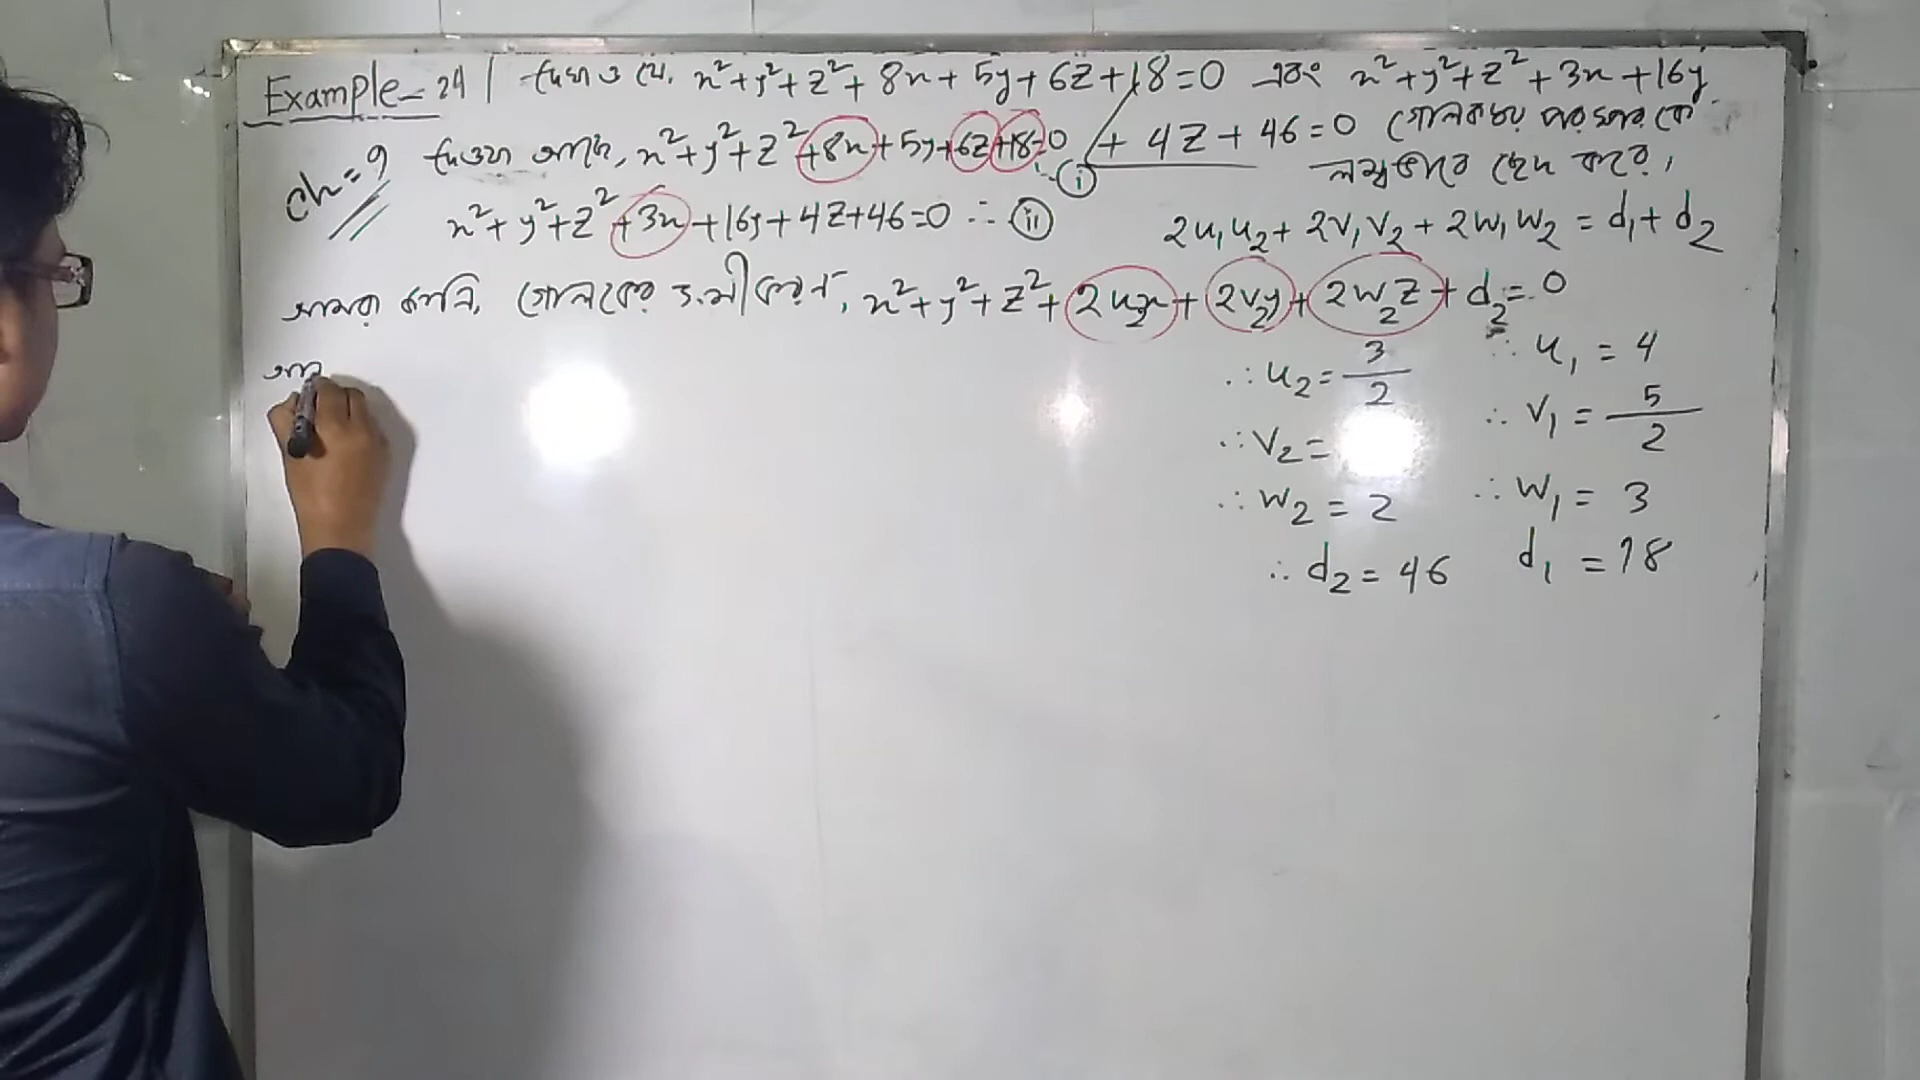 Example-24| দেখাও যে, x²+y²+z²+8x+5y+6z+18=0 এবং x²+y²+z²+3x+16y
+4z+46=0 গোলকদ্বয় পরস্পরকে
লম্বভাবে ছেদ করে।
ch=9
দেওয়া আছে, x²+y²+z²+8x+5y+6z+18=0 ...(i)
x²+y²+z²+3x+16y+4z+46=0 ...(ii)
2u₁u₂+2v₁v₂+2w₁w₂=d₁+d₂
আমরা জানি, গোলকের সমীকরণ, x²+y²+z²+2u₂x+2v₂y+2w₂z+d₂=0
∴u₂=3/2
∴v₂=
∴w₂=2
∴d₂=46
∴u₁=4
∴v₁=5/2
∴w₁=3
d₁=18